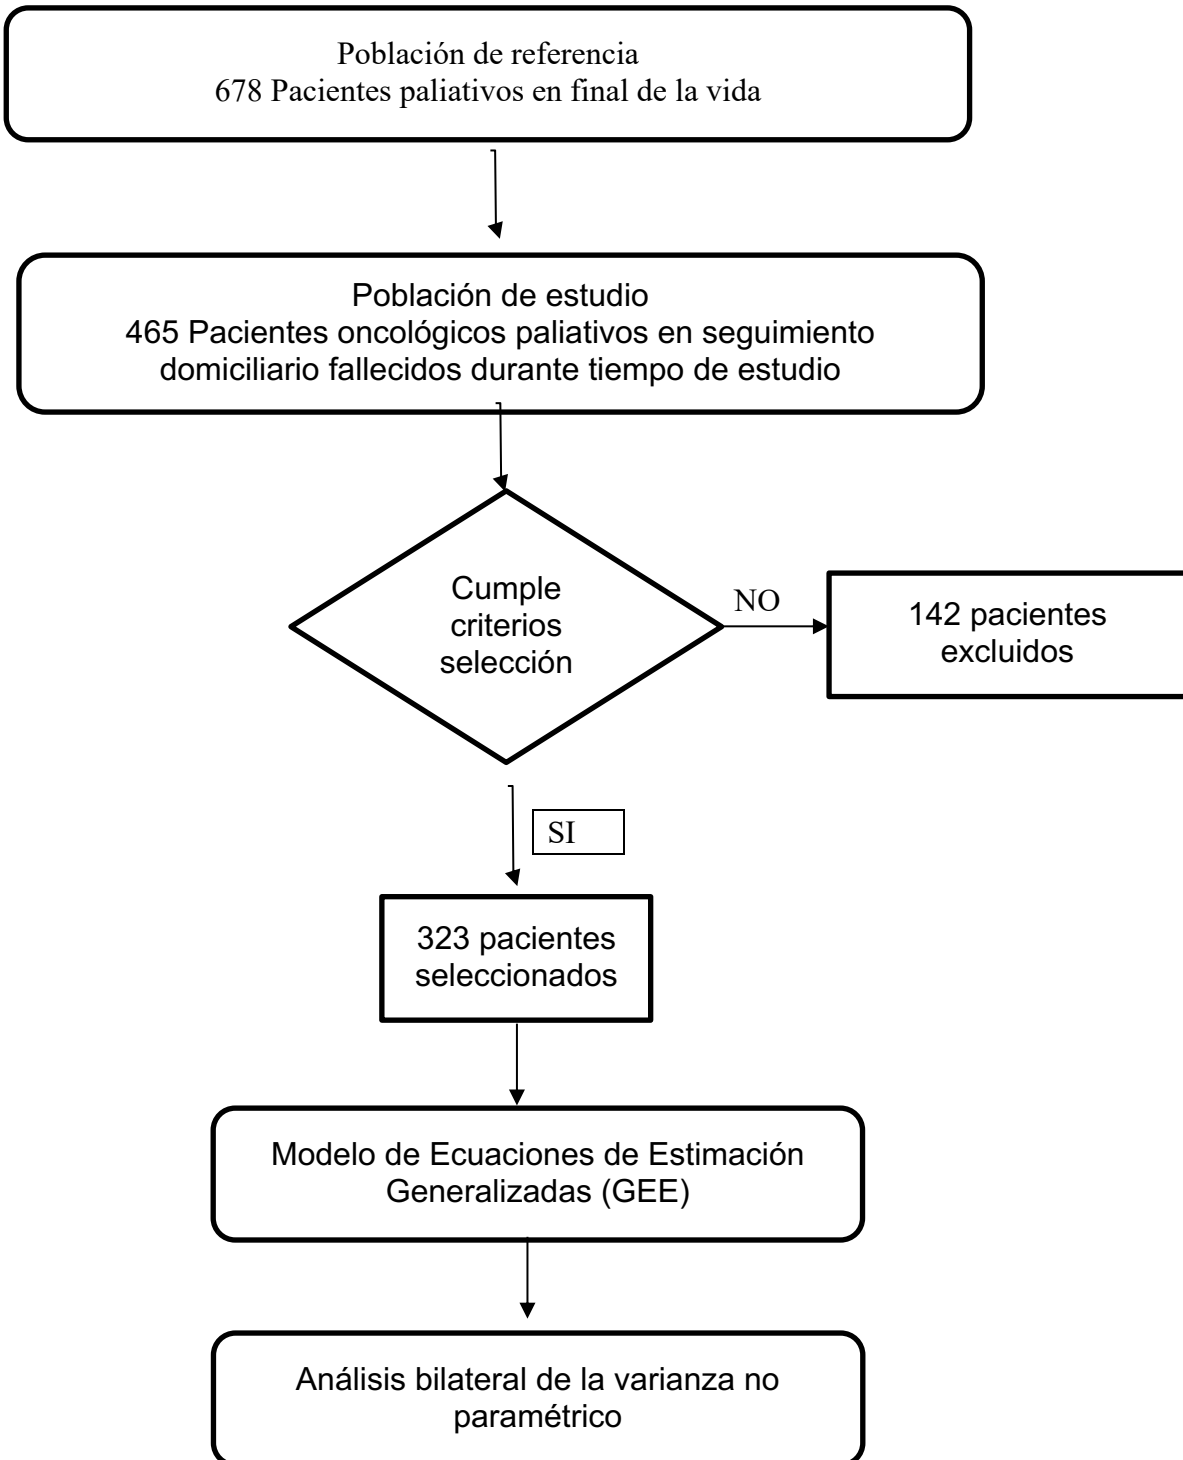 Población de referencia
678 Pacientes paliativos en final de la vida
Población de estudio
465 Pacientes oncológicos paliativos en seguimiento
domiciliario fallecidos durante tiempo de estudio
Cumple
criterios
selección
NO
142 pacientes
excluidos
SI
323 pacientes
seleccionados
Modelo de Ecuaciones de Estimación
Generalizadas (GEE)
Análisis bilateral de la varianza no
paramétrico